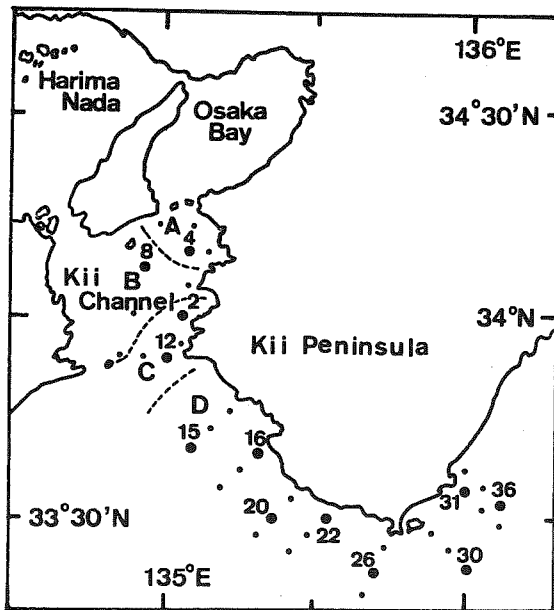 136°E
Harima
Nada
Osaka
Bay
34°30'N
A
4
8
B
Kii
Channel
2
34°N
12
Kii Peninsula
C
D
15
16
31
36
33°30'N
20
22
26
30
135°E